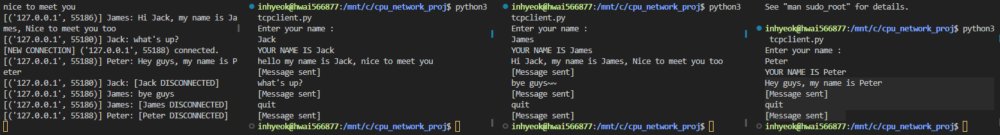 nice to meet you
[('127.0.0.1', 55186)] James: Hi Jack, my name is Ja
mes, Nice to meet you too
[('127.0.0.1', 55180)] Jack: what's up?
[NEW CONNECTION] ('127.0.0.1', 55188) connected.
[('127.0.0.1', 55188)] Peter: Hey guys, my name is P
eter
[('127.0.0.1', 55180)] Jack: [Jack DISCONNECTED]
[('127.0.0.1', 55186)] James: bye guys
[('127.0.0.1', 55186)] James: [James DISCONNECTED]
[('127.0.0.1', 55188)] Peter: [Peter DISCONNECTED]
inhyeok@hwai566877:/mnt/c/cpu_network_proj$ python3
tcpclient.py
Enter your name :
Jack
YOUR NAME IS Jack
hello my name is Jack, nice to meet you
[Message sent]
what's up?
[Message sent]
quit
[Message sent]
inhyeok@hwai566877:/mnt/c/cpu_network_proj$
inhyeok@hwai566877:/mnt/c/cpu_network_proj$ python3
tcpclient.py
Enter your name :
James
YOUR NAME IS James
Hi Jack, my name is James, Nice to meet you too
[Message sent]
bye guys~~
[Message sent]
quit
[Message sent]
inhyeok@hwai566877:/mnt/c/cpu_network_proj$
See "man sudo_root" for details.
inhyeok@hwai566877:/mnt/c/cpu_network_proj$ python3
tcpclient.py
Enter your name :
Peter
YOUR NAME IS Peter
Hey guys, my name is Peter
[Message sent]
quit
[Message sent]
inhyeok@hwai566877:/mnt/c/cpu_network_proj$